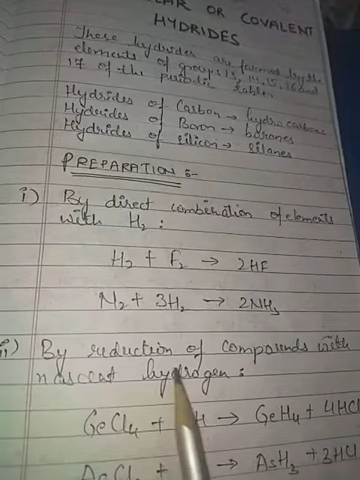 LAR OR COVALENT
HYDRIDES
These hydrides are formed by the
elements of groups 13, 14, 15, 16 and
17 of the periodic table.
Hydrides of Carbon → hydrocarbons
Hydrides of Boron → boranes
Hydrides of silicon → silanes
PREPARATION :-
i) By direct combination of elements
with H₂ :
H₂ + F₂ → 2HF
N₂ + 3H₂ → 2NH₃
ii) By reduction of compounds with
nascent hydrogen :
GeCl₄ + H → GeH₄ + 4HCl
AsCl + → AsH₃ + 3HCl